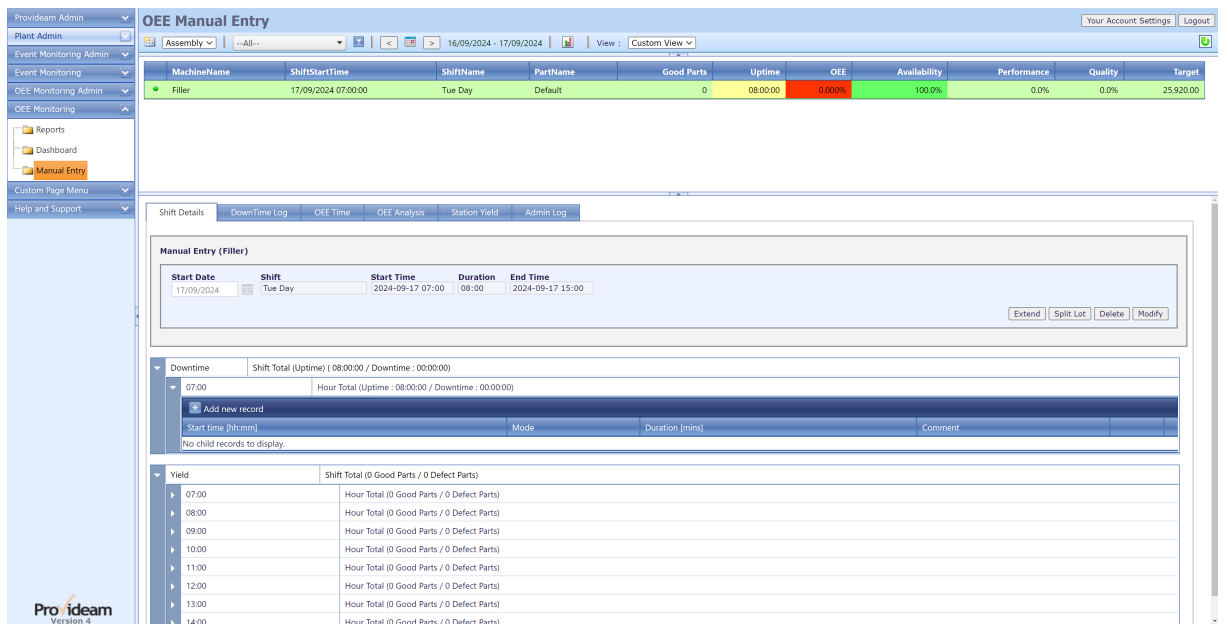 Provideam Admin
Plant Admin
Event Monitoring Admin
Event Monitoring
OEE Monitoring Admin
OEE Monitoring
Reports
Dashboard
Manual Entry
Custom Page Menu
Help and Support
Provideam
Version 4
OEE Manual Entry
Your Account Settings Logout
Assembly --All-- < > 16/09/2024 - 17/09/2024 View : Custom View
MachineName ShiftStartTime ShiftName PartName Good Parts Uptime OEE Availability Performance Quality Target
Filler 17/09/2024 07:00:00 Tue Day Default 0 08:00:00 0.000% 100.0% 0.0% 0.0% 25,920.00
Shift Details DownTime Log OEE Time OEE Analysis Station Yield Admin Log
Manual Entry (Filler)
Start Date Shift Start Time Duration End Time
17/09/2024 Tue Day 2024-09-17 07:00 08:00 2024-09-17 15:00
Extend Split Lot Delete Modify
Downtime Shift Total (Uptime) ( 08:00:00 / Downtime : 00:00:00)
07:00 Hour Total (Uptime : 08:00:00 / Downtime : 00:00:00)
Add new record
Start time [hh:mm] Mode Duration [mins] Comment
No child records to display.
Yield Shift Total (0 Good Parts / 0 Defect Parts)
07:00 Hour Total (0 Good Parts / 0 Defect Parts)
08:00 Hour Total (0 Good Parts / 0 Defect Parts)
09:00 Hour Total (0 Good Parts / 0 Defect Parts)
10:00 Hour Total (0 Good Parts / 0 Defect Parts)
11:00 Hour Total (0 Good Parts / 0 Defect Parts)
12:00 Hour Total (0 Good Parts / 0 Defect Parts)
13:00 Hour Total (0 Good Parts / 0 Defect Parts)
14:00 Hour Total (0 Good Parts / 0 Defect Parts)